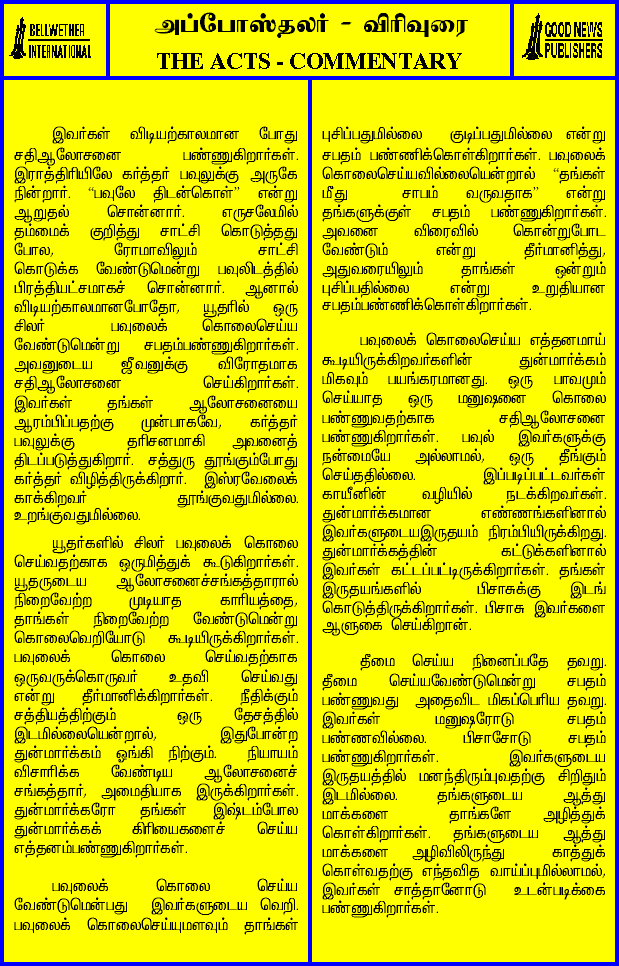 BELLWETHER
INTERNATIONAL
அப்போஸ்தலர் - விரிவுரை
THE ACTS - COMMENTARY
GOOD NEWS
PUBLISHERS
இவர்கள் விடியற்காலமான போது
சதிஆலோசனை பண்ணுகிறார்கள்.
இராத்திரியிலே கர்த்தர் பவுலுக்கு அருகே
நின்றார். “பவுலே திடன்கொள்” என்று
ஆறுதல் சொன்னார். எருசலேமில்
தம்மைக் குறித்து சாட்சி கொடுத்தது
போல, ரோமாவிலும் சாட்சி
கொடுக்க வேண்டுமென்று பவுலிடத்தில்
பிரத்தியட்சமாகச் சொன்னார். ஆனால்
விடியற்காலமானபோதோ, யூதரில் ஒரு
சிலர் பவுலைக் கொலைசெய்ய
வேண்டுமென்று சபதம்பண்ணுகிறார்கள்.
அவனுடைய ஜீவனுக்கு விரோதமாக
சதிஆலோசனை செய்கிறார்கள்.
இவர்கள் தங்கள் ஆலோசனையை
ஆரம்பிப்பதற்கு முன்பாகவே, கர்த்தர்
பவுலுக்கு தரிசனமாகி அவனைத்
திடப்படுத்துகிறார். சத்துரு தூங்கும்போது
கர்த்தர் விழித்திருக்கிறார். இஸ்ரவேலைக்
காக்கிறவர் தூங்குவதுமில்லை.
உறங்குவதுமில்லை.
யூதர்களில் சிலர் பவுலைக் கொலை
செய்வதற்காக ஒருமித்துக் கூடுகிறார்கள்.
யூதருடைய ஆலோசனைச்சங்கத்தாரால்
நிறைவேற்ற முடியாத காரியத்தை,
தாங்கள் நிறைவேற்ற வேண்டுமென்று
கொலைவெறியோடு கூடியிருக்கிறார்கள்.
பவுலைக் கொலை செய்வதற்காக
ஒருவருக்கொருவர் உதவி செய்வது
என்று தீர்மானிக்கிறார்கள். நீதிக்கும்
சத்தியத்திற்கும் ஒரு தேசத்தில்
இடமில்லையென்றால், இதுபோன்ற
துன்மார்க்கம் ஓங்கி நிற்கும். நியாயம்
விசாரிக்க வேண்டிய ஆலோசனைச்
சங்கத்தார், அமைதியாக இருக்கிறார்கள்.
துன்மார்க்கரோ தங்கள் இஷ்டம்போல
துன்மார்க்கக் கிரியைகளைச் செய்ய
எத்தனம்பண்ணுகிறார்கள்.
பவுலைக் கொலை செய்ய
வேண்டுமென்பது இவர்களுடைய வெறி.
பவுலைக் கொலைசெய்யுமளவும் தாங்கள்
புசிப்பதுமில்லை குடிப்பதுமில்லை என்று
சபதம் பண்ணிக்கொள்கிறார்கள். பவுலைக்
கொலைசெய்யவில்லையென்றால் “தங்கள்
மீது சாபம் வருவதாக” என்று
தங்களுக்குள் சபதம் பண்ணுகிறார்கள்.
அவனை விரைவில் கொன்றுபோட
வேண்டும் என்று தீர்மானித்து,
அதுவரையிலும் தாங்கள் ஒன்றும்
புசிப்பதில்லை என்று உறுதியான
சபதம்பண்ணிக்கொள்கிறார்கள்.
பவுலைக் கொலைசெய்ய எத்தனமாய்
கூடியிருக்கிறவர்களின் துன்மார்க்கம்
மிகவும் பயங்கரமானது. ஒரு பாவமும்
செய்யாத ஒரு மனுஷனை கொலை
பண்ணுவதற்காக சதிஆலோசனை
பண்ணுகிறார்கள். பவுல் இவர்களுக்கு
நன்மையே அல்லாமல், ஒரு தீங்கும்
செய்ததில்லை. இப்படிப்பட்டவர்கள்
காயீனின் வழியில் நடக்கிறவர்கள்.
துன்மார்க்கமான எண்ணங்களினால்
இவர்களுடையஇருதயம் நிரம்பியிருக்கிறது.
துன்மார்க்கத்தின் கட்டுக்களினால்
இவர்கள் கட்டப்பட்டிருக்கிறார்கள். தங்கள்
இருதயங்களில் பிசாசுக்கு இடங்
கொடுத்திருக்கிறார்கள். பிசாசு இவர்களை
ஆளுகை செய்கிறான்.
தீமை செய்ய நினைப்பதே தவறு.
தீமை செய்யவேண்டுமென்று சபதம்
பண்ணுவது அதைவிட மிகப்பெரிய தவறு.
இவர்கள் மனுஷரோடு சபதம்
பண்ணவில்லை. பிசாசோடு சபதம்
பண்ணுகிறார்கள். இவர்களுடைய
இருதயத்தில் மனந்திரும்புவதற்கு சிறிதும்
இடமில்லை. தங்களுடைய ஆத்து
மாக்களை தாங்களே அழித்துக்
கொள்கிறார்கள். தங்களுடைய ஆத்து
மாக்களை அழிவிலிருந்து காத்துக்
கொள்வதற்கு எந்தவித வாய்ப்புமில்லாமல்,
இவர்கள் சாத்தானோடு உடன்படிக்கை
பண்ணுகிறார்கள்.